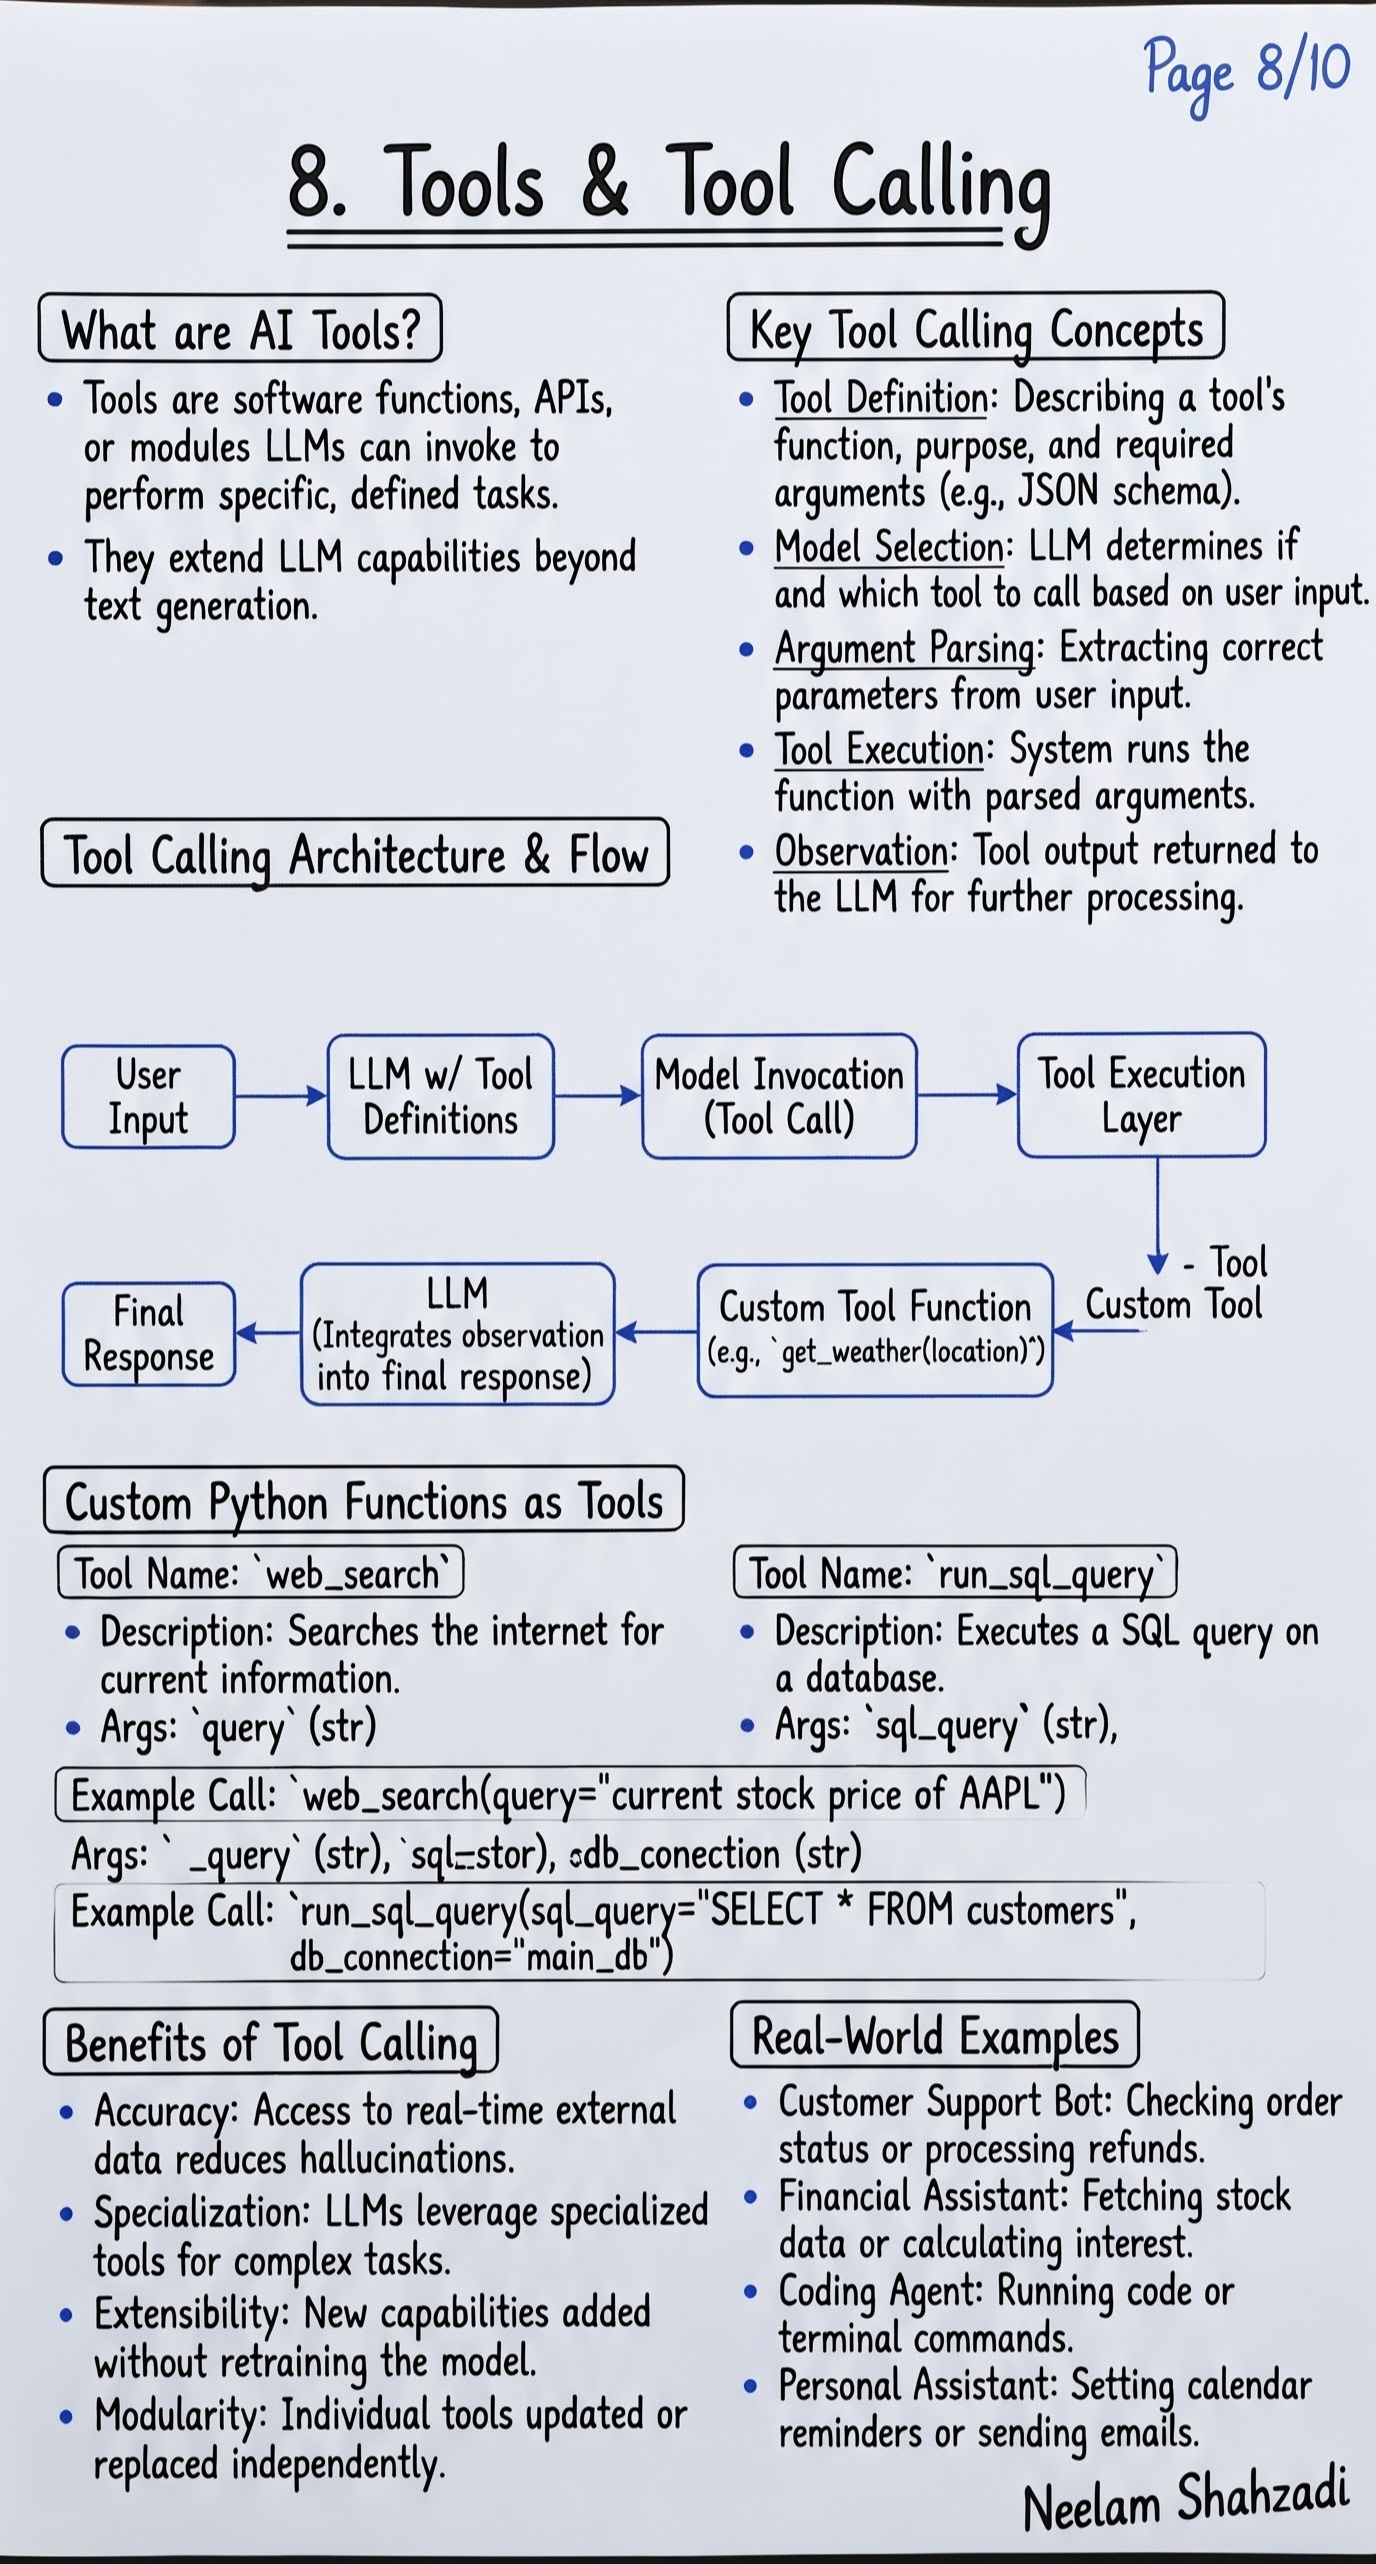 Page 8/10
8. Tools & Tool Calling
What are AI Tools?
• Tools are software functions, APIs,
or modules LLMs can invoke to
perform specific, defined tasks.
• They extend LLM capabilities beyond
text generation.
Key Tool Calling Concepts
• Tool Definition: Describing a tool's
function, purpose, and required
arguments (e.g., JSON schema).
• Model Selection: LLM determines if
and which tool to call based on user input.
• Argument Parsing: Extracting correct
parameters from user input.
• Tool Execution: System runs the
function with parsed arguments.
• Observation: Tool output returned to
the LLM for further processing.
Tool Calling Architecture & Flow
User
Input
LLM w/ Tool
Definitions
Model Invocation
(Tool Call)
Tool Execution
Layer
- Tool
Custom Tool
Custom Tool Function
(e.g., `get_weather(location)`)
LLM
(Integrates observation
into final response)
Final
Response
Custom Python Functions as Tools
Tool Name: `web_search`
• Description: Searches the internet for
current information.
• Args: `query` (str)
Tool Name: `run_sql_query`
• Description: Executes a SQL query on
a database.
• Args: `sql_query` (str),
Example Call: `web_search(query="current stock price of AAPL")
Args: ` _query` (str), `sql=stor), db_conection (str)
Example Call: `run_sql_query(sql_query="SELECT * FROM customers",
db_connection="main_db")
Benefits of Tool Calling
• Accuracy: Access to real-time external
data reduces hallucinations.
• Specialization: LLMs leverage specialized
tools for complex tasks.
• Extensibility: New capabilities added
without retraining the model.
• Modularity: Individual tools updated or
replaced independently.
Real-World Examples
• Customer Support Bot: Checking order
status or processing refunds.
• Financial Assistant: Fetching stock
data or calculating interest.
• Coding Agent: Running code or
terminal commands.
• Personal Assistant: Setting calendar
reminders or sending emails.
Neelam Shahzadi